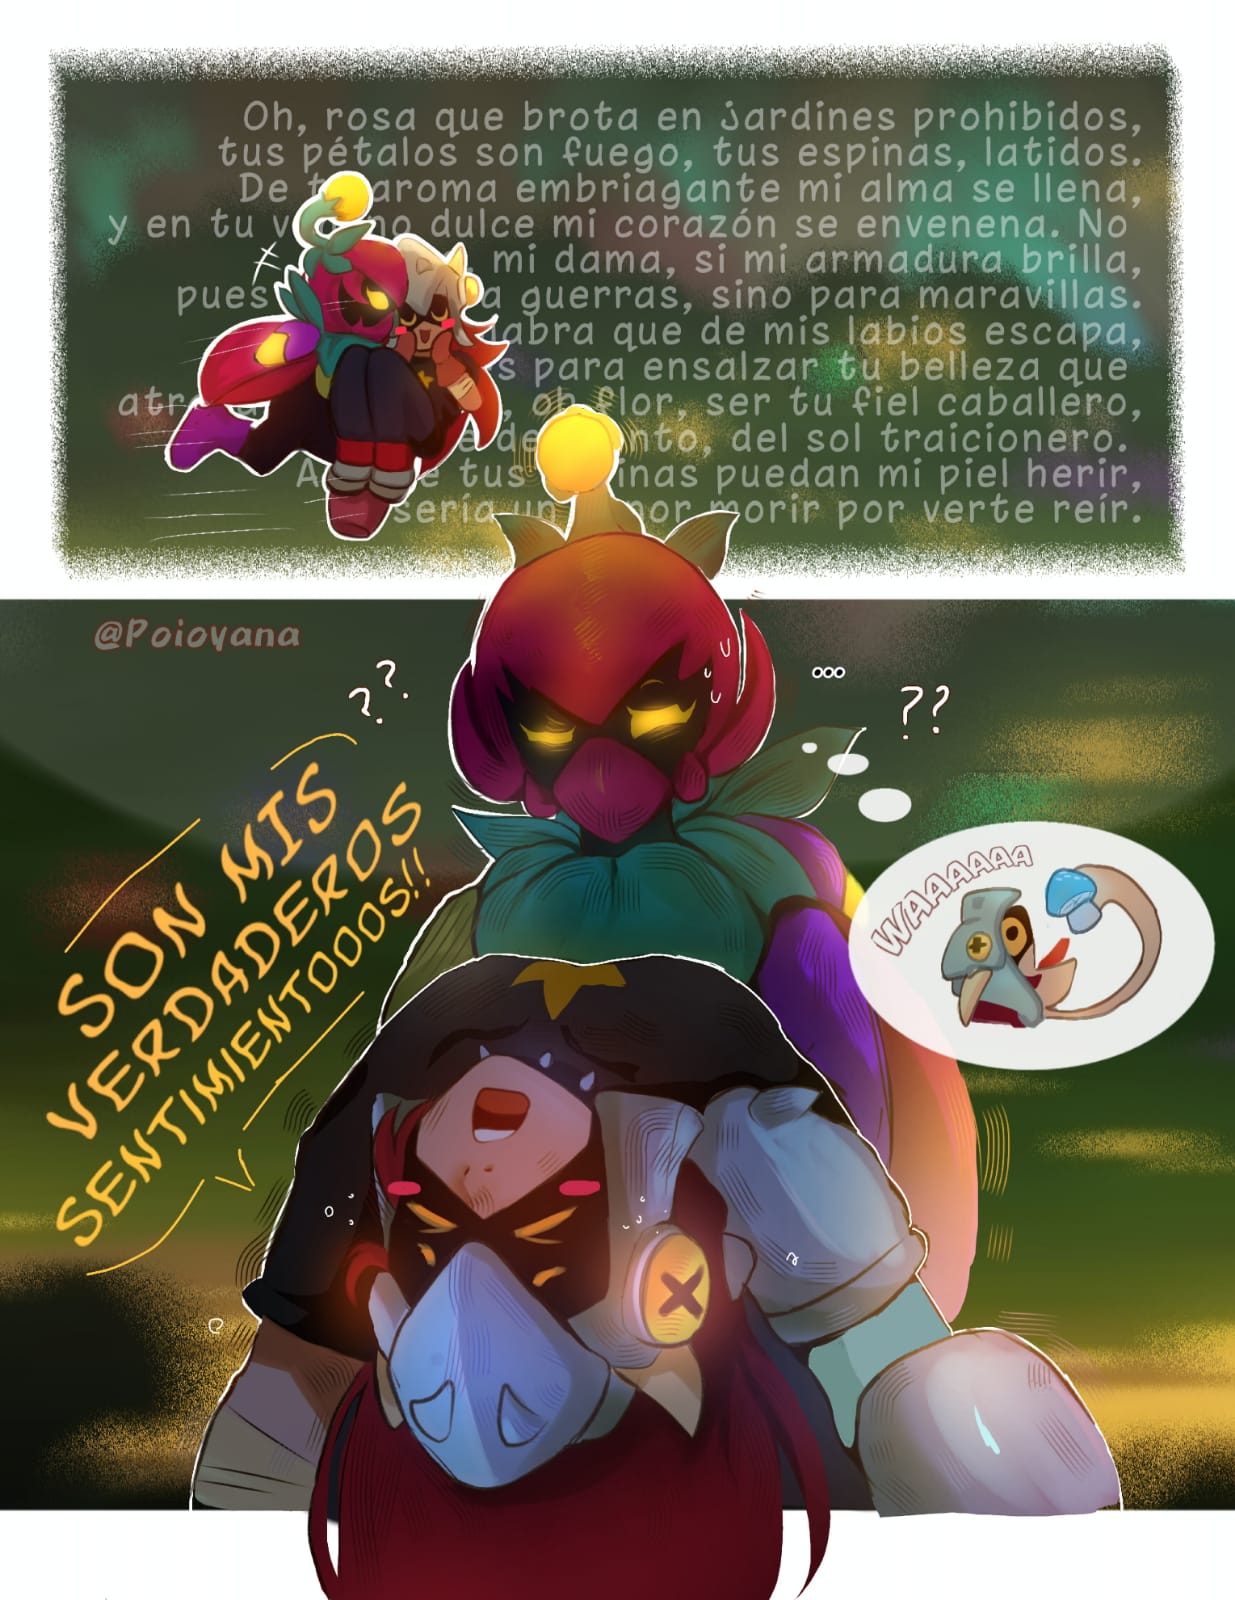 Oh, rosa que brota en jardines prohibidos,
tus pétalos son fuego, tus espinas, latidos.
De aroma embriagante mi alma se llena,
y en tu dulce mi corazón se envenena. No
mi dama, si mi armadura brilla,
pues guerras, sino para maravillas.
que de mis labios escapa,
para ensalzar tu belleza que
oh flor, ser tu fiel caballero,
del sol traicionero.
tus puedan mi piel herir,
sería un morir por verte reír.
@Poioyana
??
...
??
SON MIS
VERDADEROS
SENTIMIENTOOOS!!
WAAAAAAA